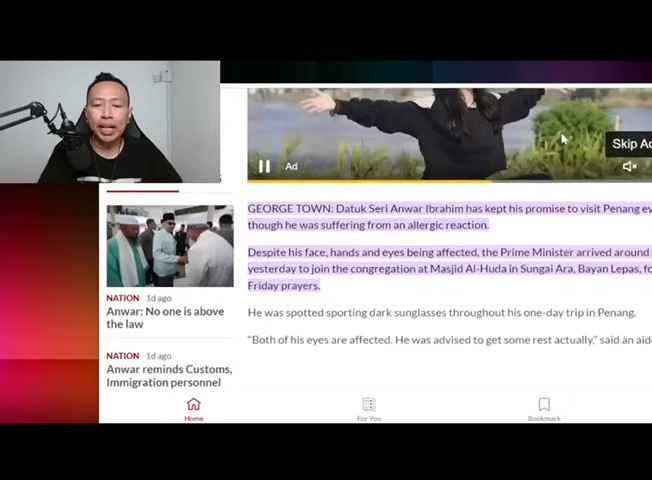 Ad
Skip Ad
GEORGE TOWN: Datuk Seri Anwar Ibrahim has kept his promise to visit Penang
though he was suffering from an allergic reaction.
Despite his face, hands and eyes being affected, the Prime Minister arrived around
yesterday to join the congregation at Masjid Al-Huda in Sungai Ara, Bayan Lepas,
Friday prayers.
He was spotted sporting dark sunglasses throughout his one-day trip in Penang.
“Both of his eyes are affected. He was advised to get some rest actually,” said an
NATION 1d ago
Anwar: No one is above
the law
NATION 1d ago
Anwar reminds Customs,
Immigration personnel
Home
For You
Bookmark